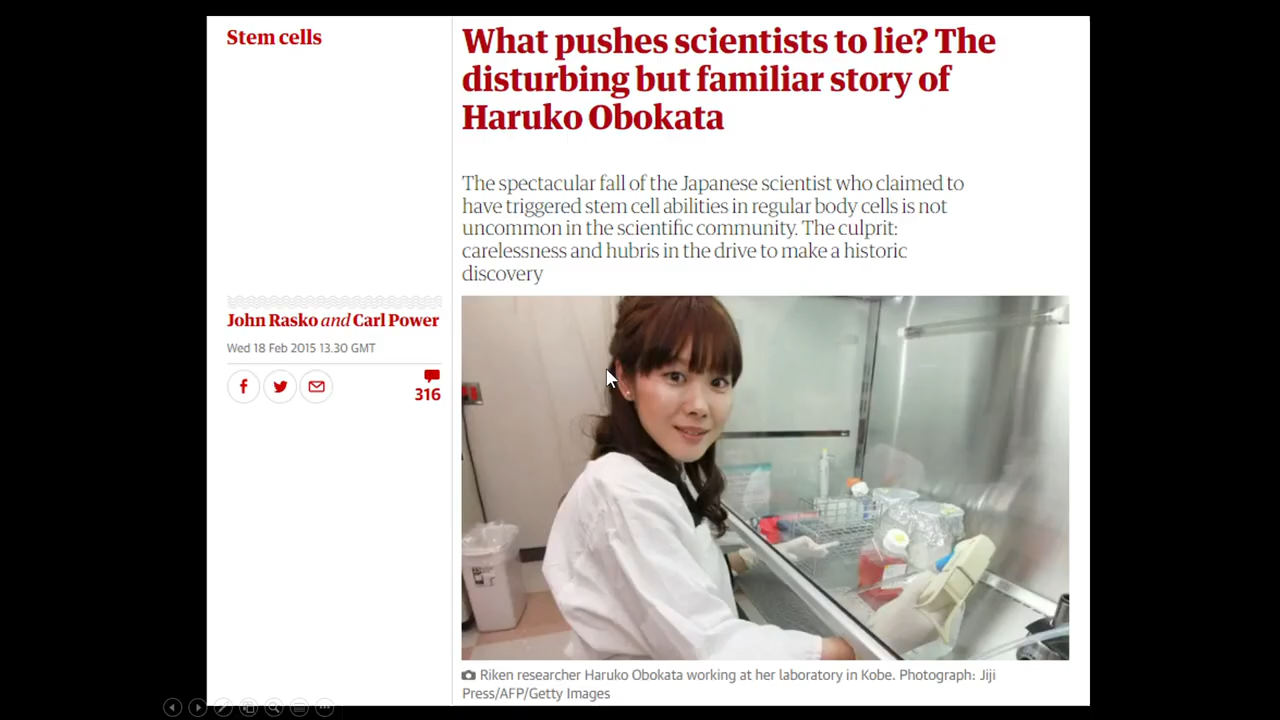 Stem cells
What pushes scientists to lie? The
disturbing but familiar story of
Haruko Obokata
The spectacular fall of the Japanese scientist who claimed to
have triggered stem cell abilities in regular body cells is not
uncommon in the scientific community. The culprit:
carelessness and hubris in the drive to make a historic
discovery
John Rasko and Carl Power
Wed 18 Feb 2015 13.30 GMT
316
Riken researcher Haruko Obokata working at her laboratory in Kobe. Photograph: Jiji
Press/AFP/Getty Images